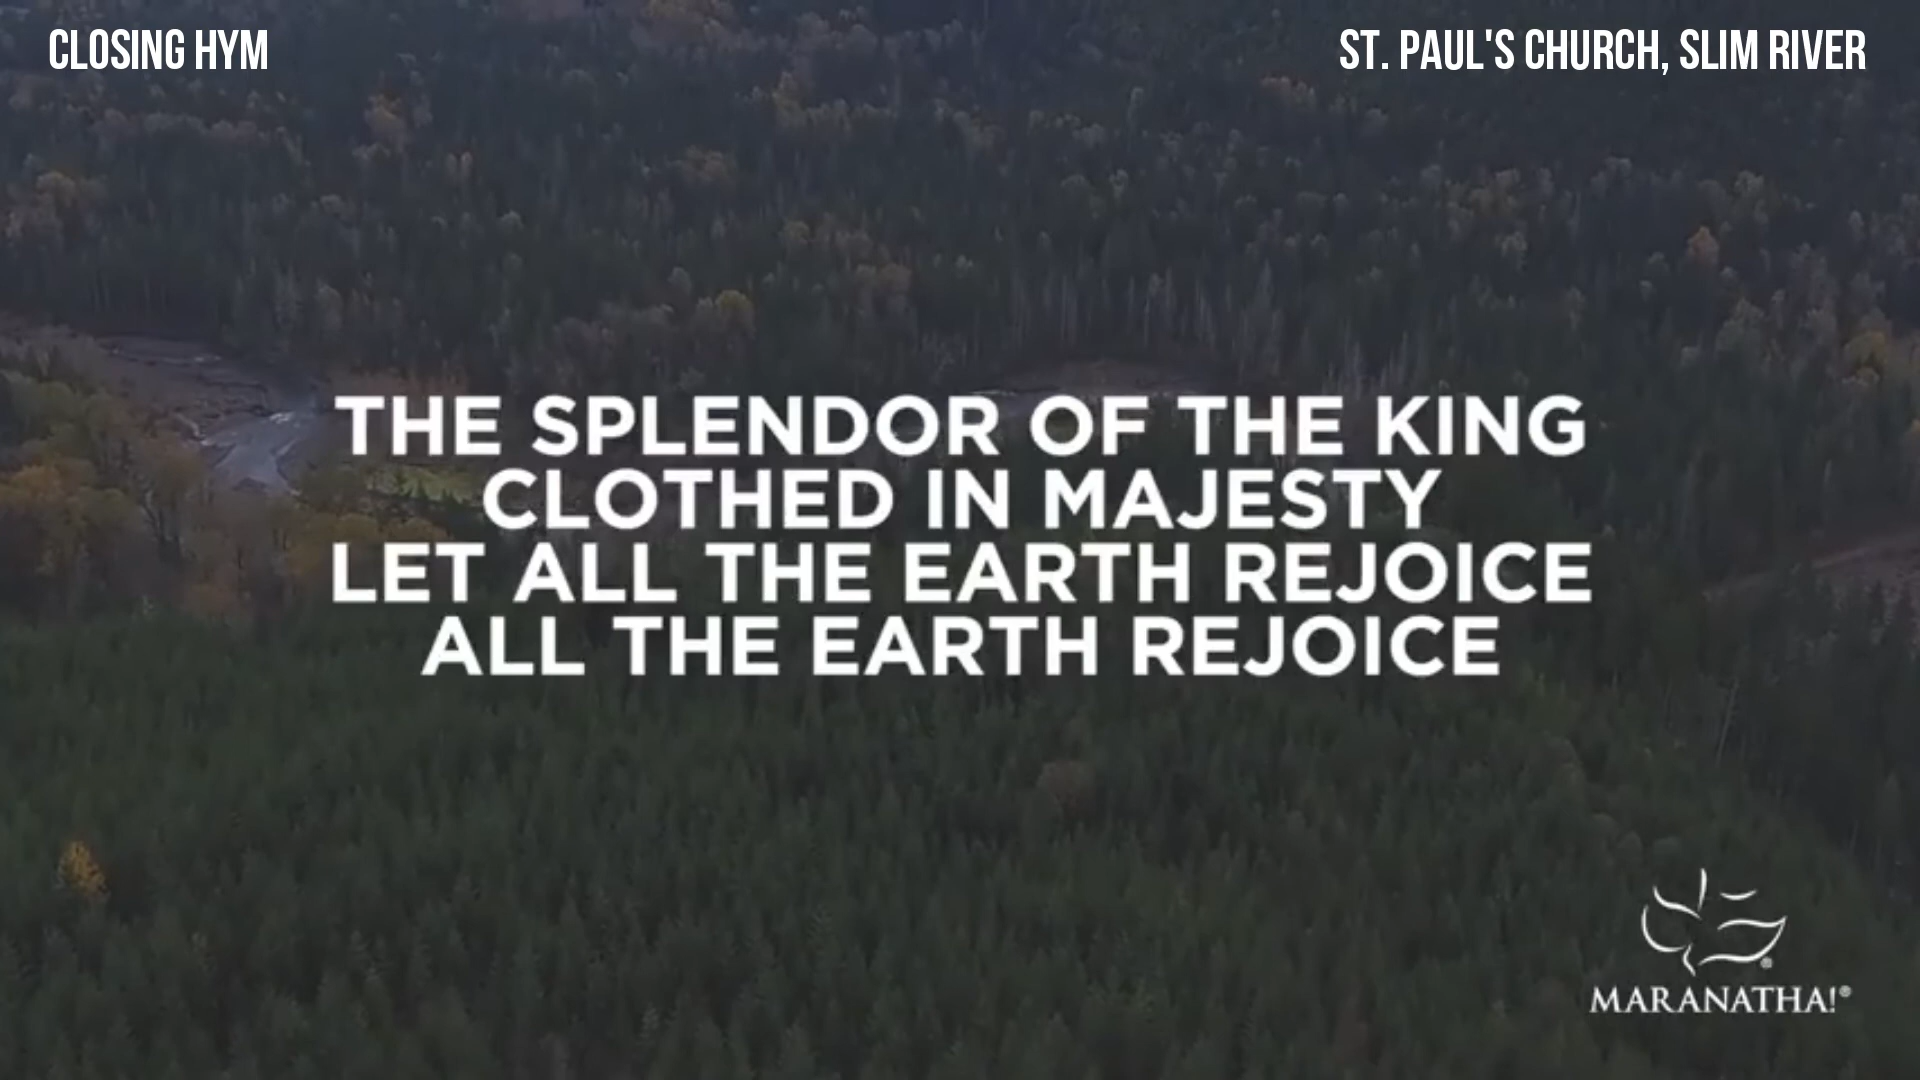 CLOSING HYM
ST. PAUL'S CHURCH, SLIM RIVER
THE SPLENDOR OF THE KING
CLOTHED IN MAJESTY
LET ALL THE EARTH REJOICE
ALL THE EARTH REJOICE
MARANATHA!®